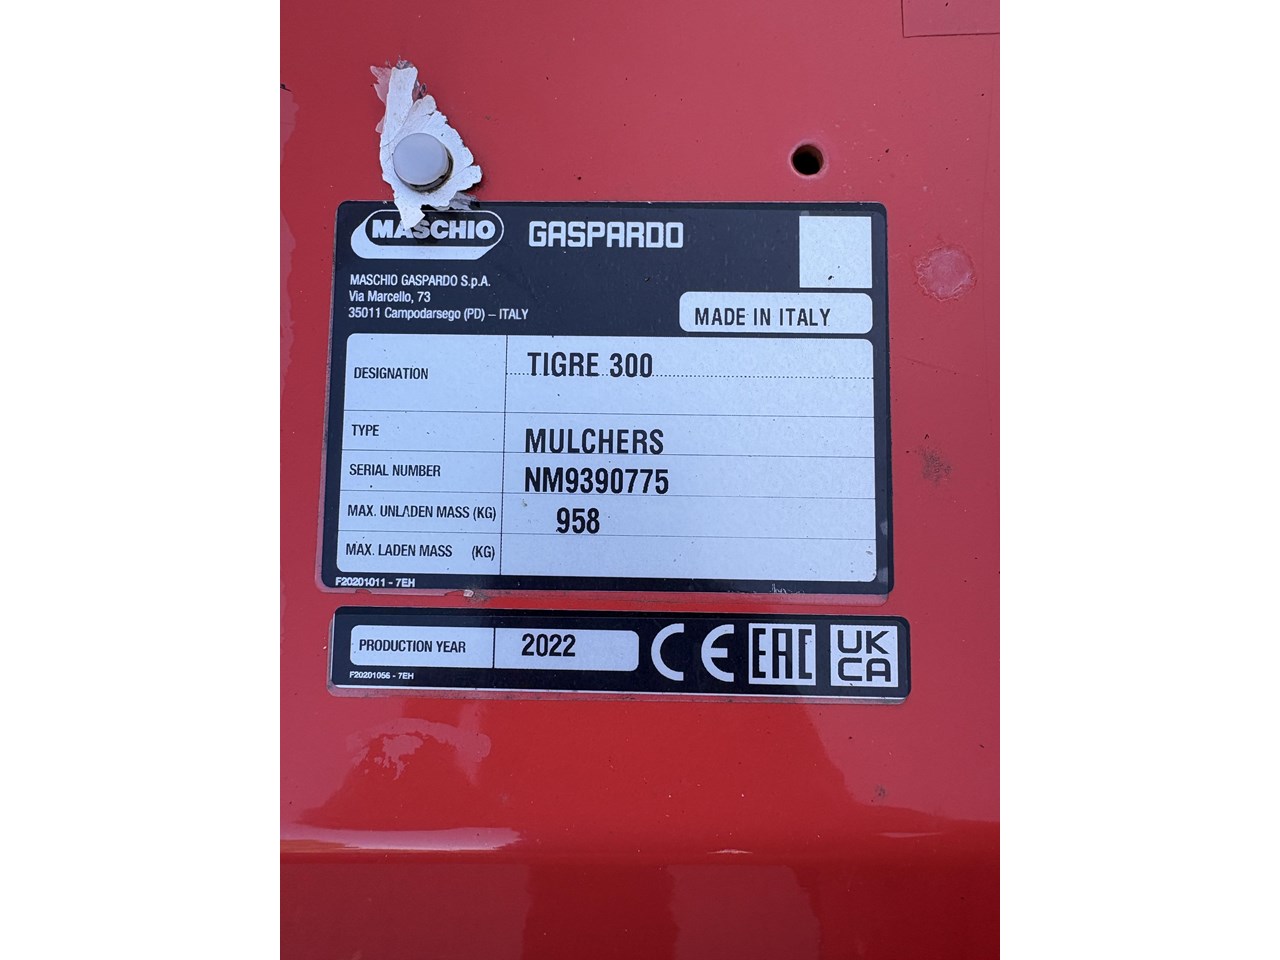 MASCHIO GASPARDO
MASCHIO GASPARDO S.p.A.
Via Marcello, 73
35011 Campodarsego (PD) – ITALY
MADE IN ITALY
DESIGNATION TIGRE 300
TYPE MULCHERS
SERIAL NUMBER NM9390775
MAX. UNLADEN MASS (KG) 958
MAX. LADEN MASS (KG)
F20201011 - 7EH
PRODUCTION YEAR 2022
CE EAC UK CA
F20201056 - 7EH